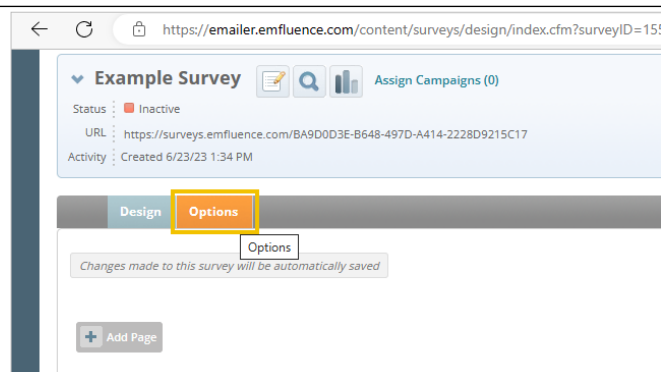 https://emailer.emfluence.com/content/surveys/design/index.cfm?surveyID=155
Example Survey Assign Campaigns (0)
Status Inactive
URL https://surveys.emfluence.com/BA9D0D3E-B648-497D-A414-2228D9215C17
Activity Created 6/23/23 1:34 PM
Design Options
Options
Changes made to this survey will be automatically saved
Add Page